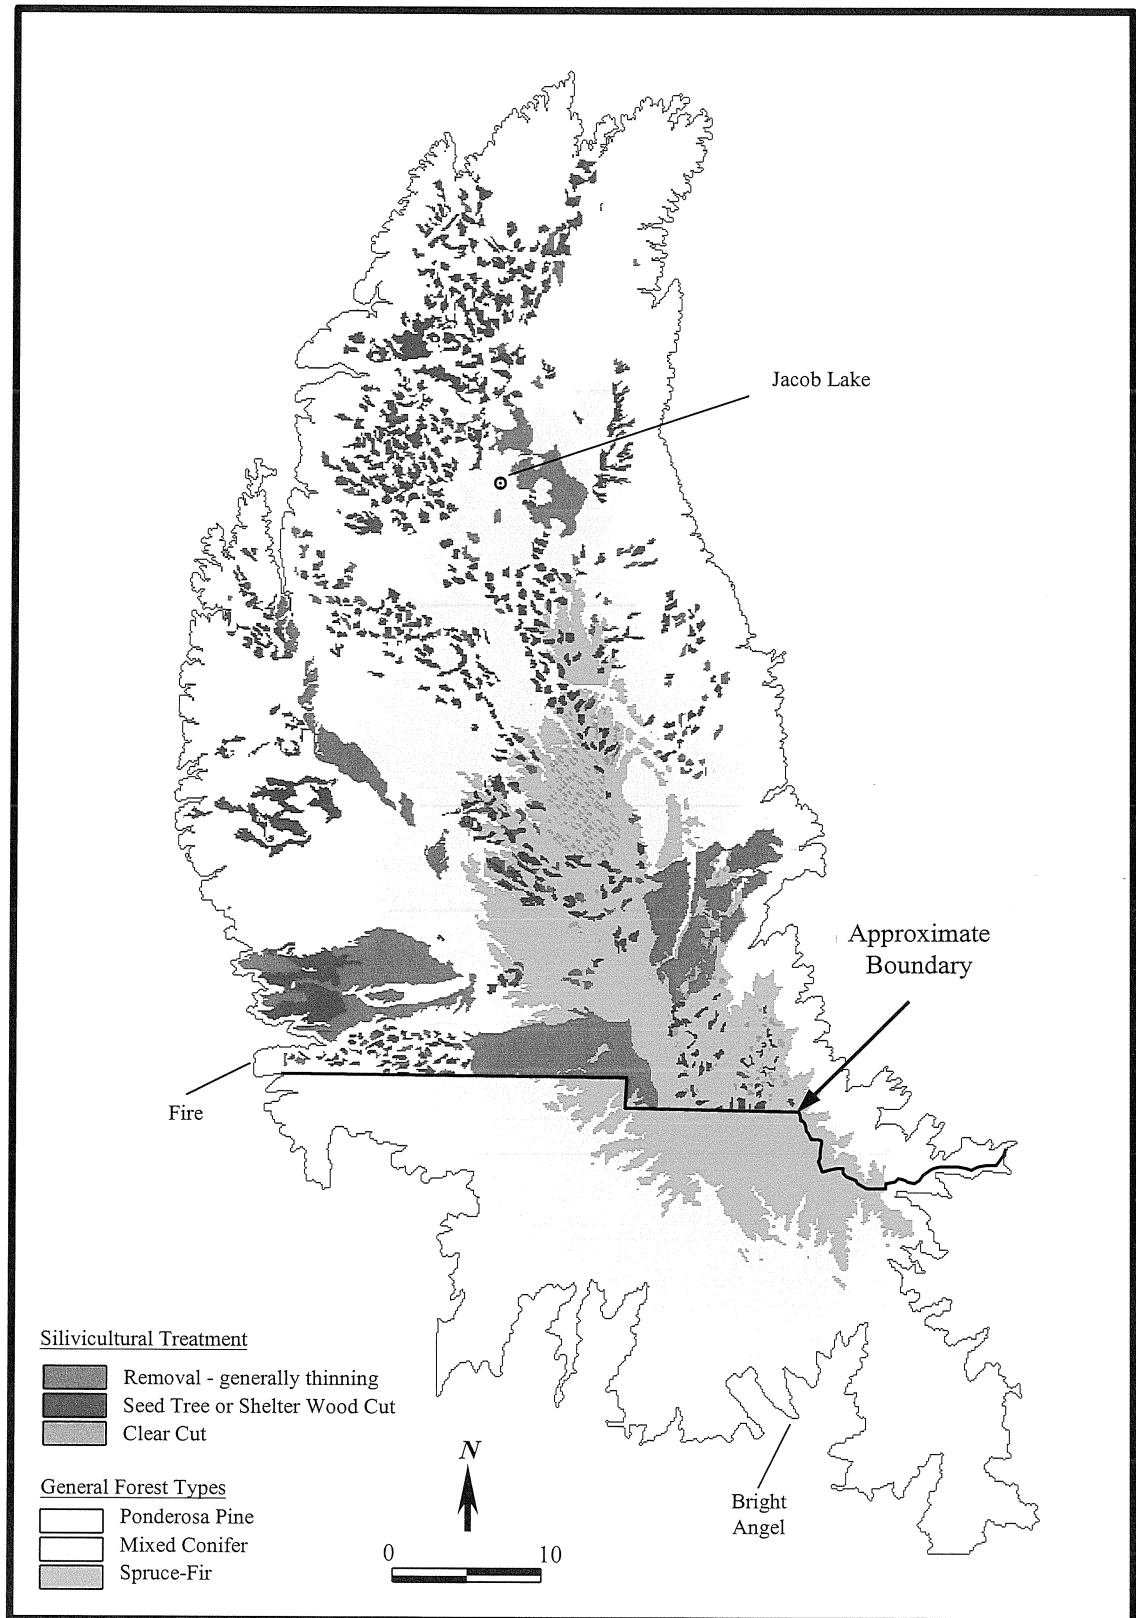 Jacob Lake
Approximate
Boundary
Fire
Silivicultural Treatment
Removal - generally thinning
Seed Tree or Shelter Wood Cut
Clear Cut
N
General Forest Types
Ponderosa Pine
Mixed Conifer
Spruce-Fir
0 10
Bright
Angel